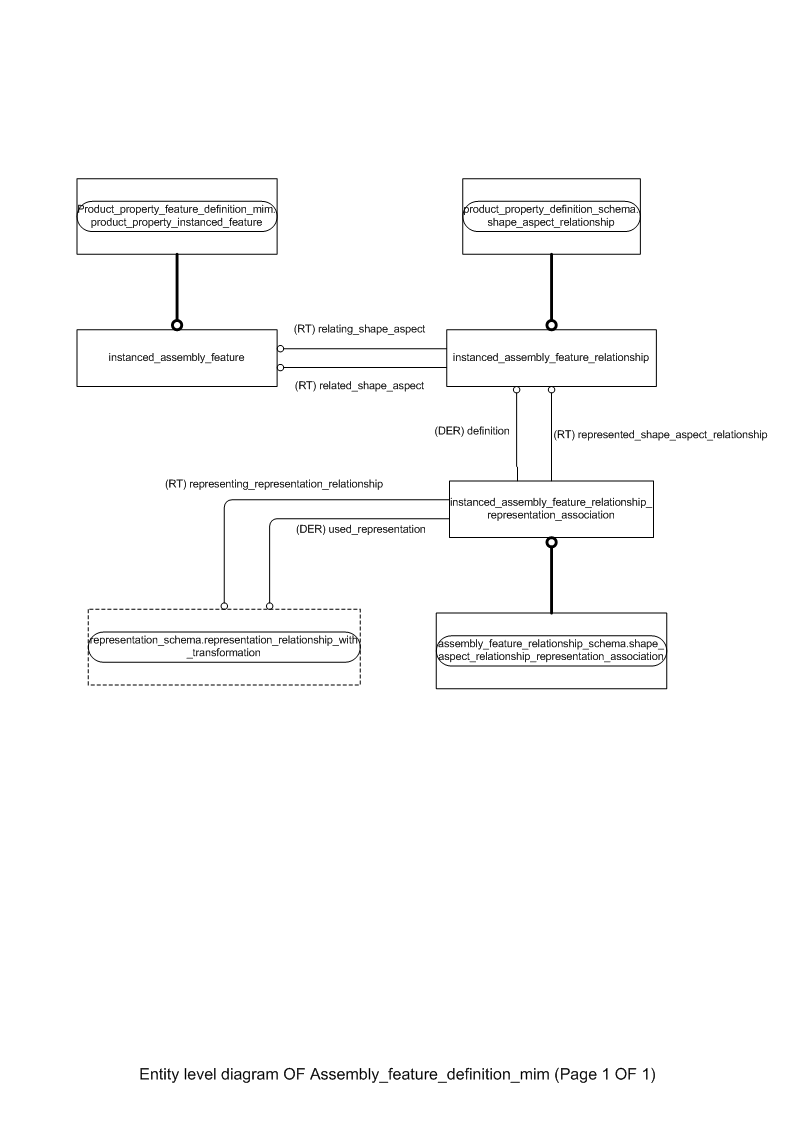 Product_property_feature_definition_mim.
product_property_instanced_feature
product_property_definition_schema.
shape_aspect_relationship
(RT) relating_shape_aspect
instanced_assembly_feature
instanced_assembly_feature_relationship
(RT) related_shape_aspect
(DER) definition
(RT) represented_shape_aspect_relationship
(RT) representing_representation_relationship
instanced_assembly_feature_relationship_
representation_association
(DER) used_representation
representation_schema.representation_relationship_with
_transformation
assembly_feature_relationship_schema.shape_
aspect_relationship_representation_association
Entity level diagram OF Assembly_feature_definition_mim (Page 1 OF 1)